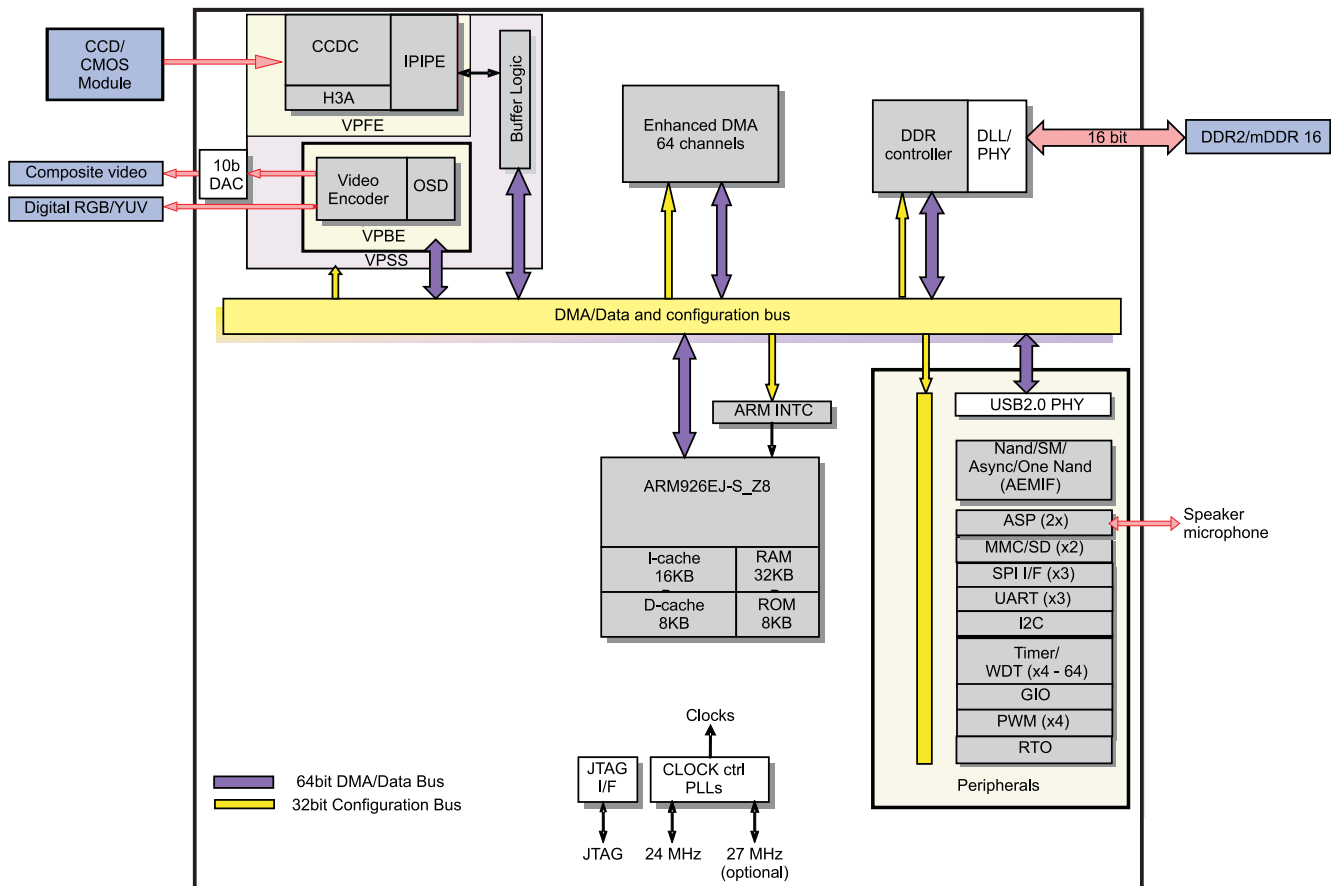 CCD/
CMOS
Module
CCDC
IPIPE
H3A
VPFE
Buffer Logic
Composite video
10b
DAC
Digital RGB/YUV
Video
Encoder
OSD
VPBE
VPSS
Enhanced DMA
64 channels
DDR
controller
DLL/
PHY
16 bit
DDR2/mDDR 16
DMA/Data and configuration bus
ARM INTC
ARM926EJ-S_Z8
I-cache
16KB
RAM
32KB
D-cache
8KB
ROM
8KB
USB2.0 PHY
Nand/SM/
Async/One Nand
(AEMIF)
ASP (2x)
Speaker
microphone
MMC/SD (x2)
SPI I/F (x3)
UART (x3)
I2C
Timer/
WDT (x4 - 64)
GIO
PWM (x4)
RTO
Peripherals
Clocks
JTAG
I/F
CLOCK ctrl
PLLs
JTAG
24 MHz
27 MHz
(optional)
64bit DMA/Data Bus
32bit Configuration Bus